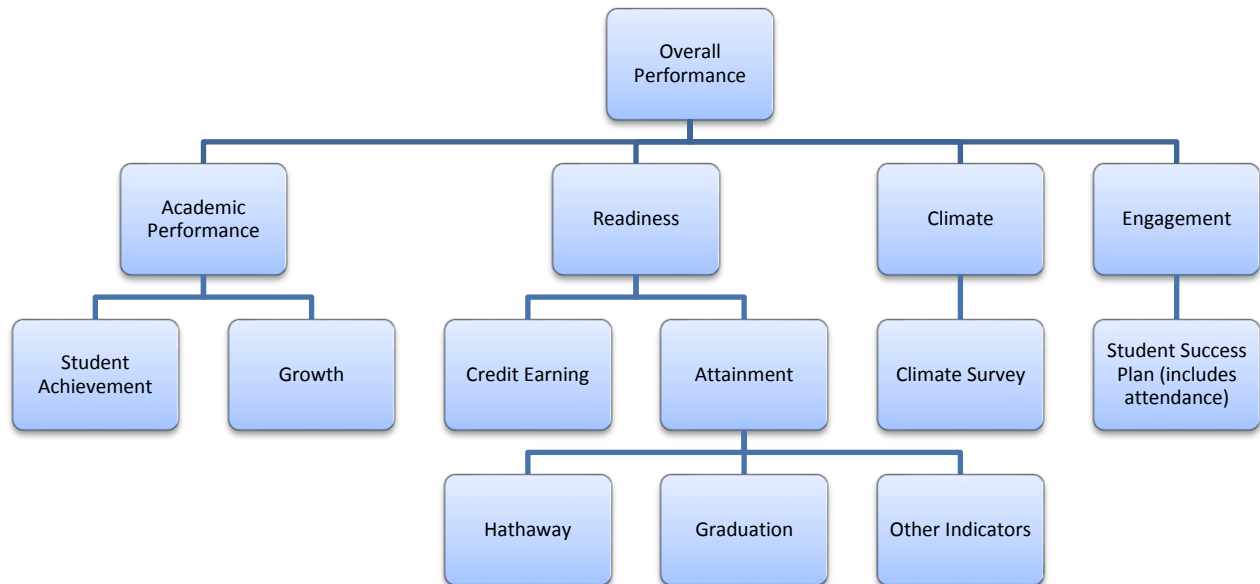 Overall
Performance
Academic
Performance
Readiness
Climate
Engagement
Student
Achievement
Growth
Credit Earning
Attainment
Climate Survey
Student Success
Plan (includes
attendance)
Hathaway
Graduation
Other Indicators